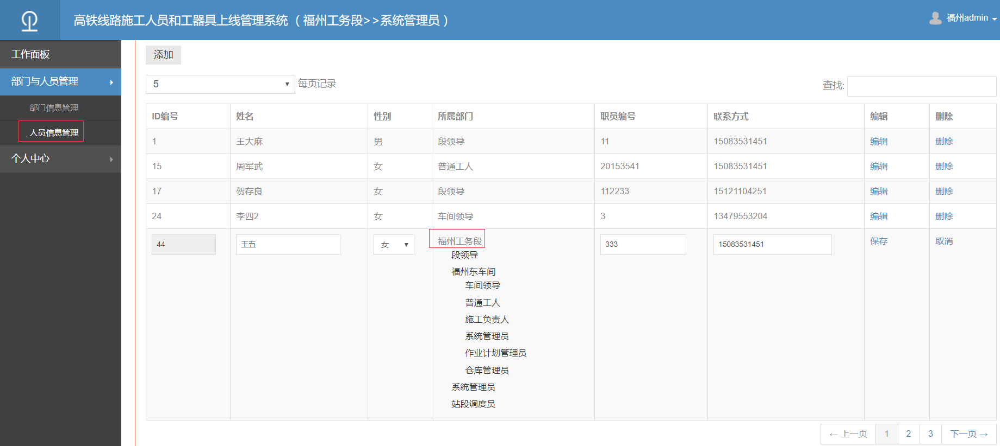 高铁线路施工人员和工器具上线管理系统（福州工务段>>系统管理员）
福州admin
工作面板
部门与人员管理
部门信息管理
人员信息管理
个人中心
添加
5 每页记录
查找:
ID编号 姓名 性别 所属部门 职员编号 联系方式 编辑 删除
1 王大麻 男 段领导 11 15083531451 编辑 删除
15 周军武 女 普通工人 20153541 15083531451 编辑 删除
17 贺存良 女 段领导 112233 15121104251 编辑 删除
24 李四2 女 车间领导 3 13479553204 编辑 删除
44 王五 女 福州工务段 333 15083531451 保存 取消
段领导
福州东车间
车间领导
普通工人
施工负责人
系统管理员
作业计划管理员
仓库管理员
系统管理员
站段调度员
← 上一页 1 2 3 下一页 →